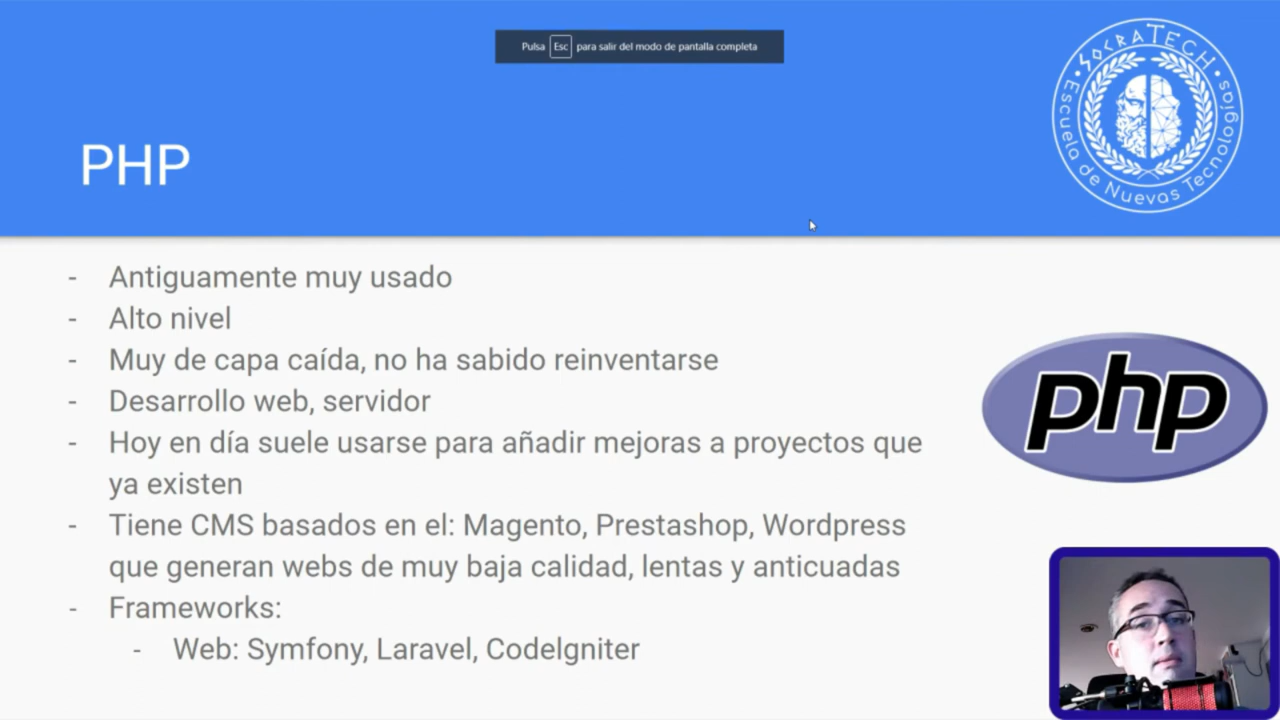 Pulsa Esc para salir del modo de pantalla completa
SOCRATECH
Escuela de Nuevas Tecnologías
PHP
- Antiguamente muy usado
- Alto nivel
- Muy de capa caída, no ha sabido reinventarse
- Desarrollo web, servidor
- Hoy en día suele usarse para añadir mejoras a proyectos que
ya existen
- Tiene CMS basados en el: Magento, Prestashop, Wordpress
que generan webs de muy baja calidad, lentas y anticuadas
- Frameworks:
- Web: Symfony, Laravel, CodeIgniter
php